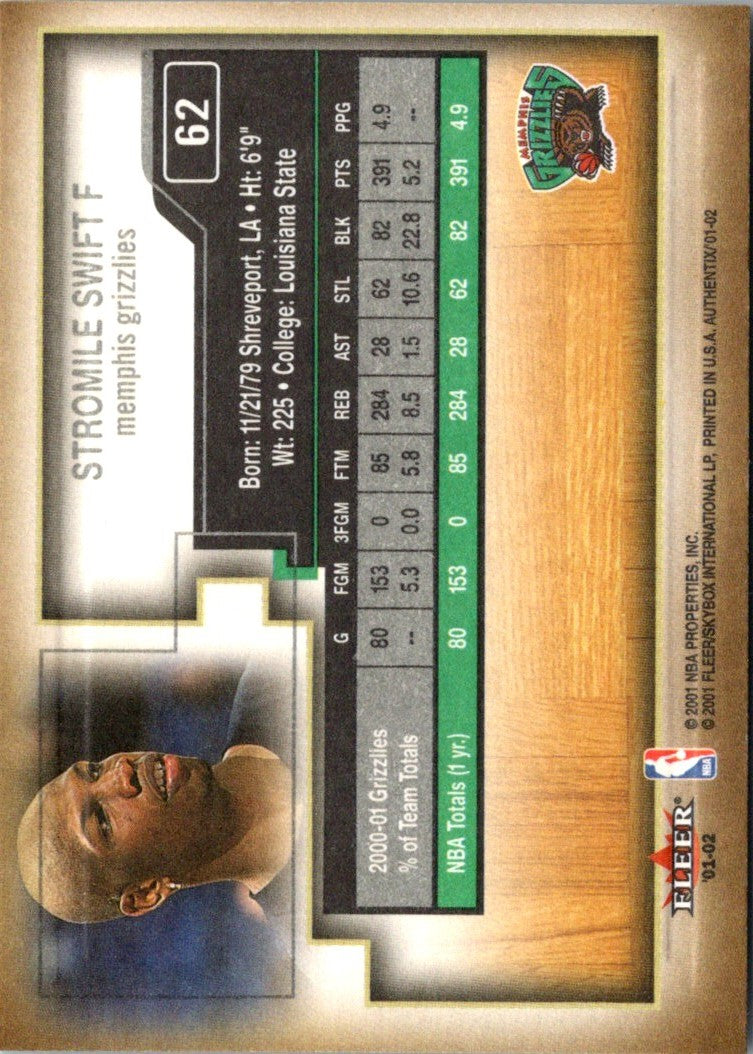 STROMILE SWIFT F
memphis grizzlies
62
Born: 11/21/79 Shreveport, LA • Ht: 6'9"
Wt: 225 • College: Louisiana State
G FGM 3FGM FTM REB AST STL BLK PTS PPG
2000-01 Grizzlies 80 153 0 85 284 28 62 82 391 4.9
% of Team Totals -- 5.3 0.0 5.8 8.5 1.5 10.6 22.8 5.2 --
NBA Totals (1 yr.) 80 153 0 85 284 28 62 82 391 4.9
MEMPHIS
GRIZZLIES
FLEER®
'01-02
NBA
© 2001 NBA PROPERTIES, INC.
© 2001 FLEER/SKYBOX INTERNATIONAL LP, PRINTED IN U.S.A. AUTHENTIX/01-02